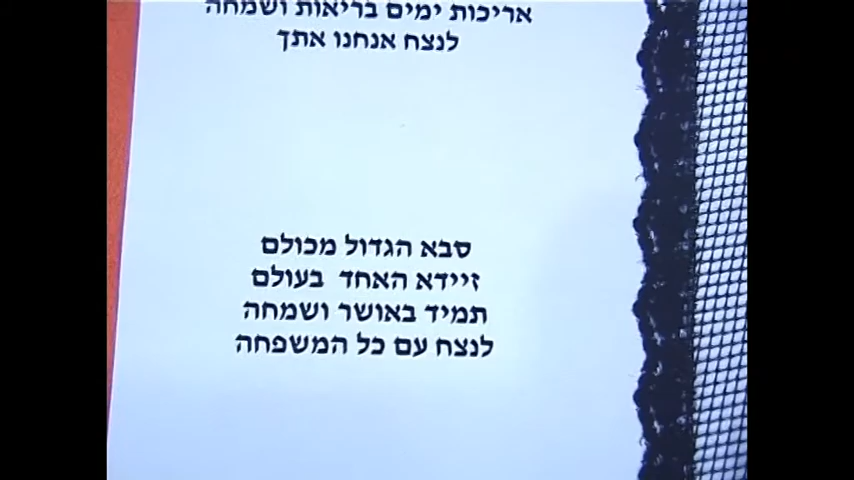 אריכות ימים בריאות ושמחה
לנצח אנחנו אתך
סבא הגדול מכולם
זיידא האחד בעולם
תמיד באושר ושמחה
לנצח עם כל המשפחה